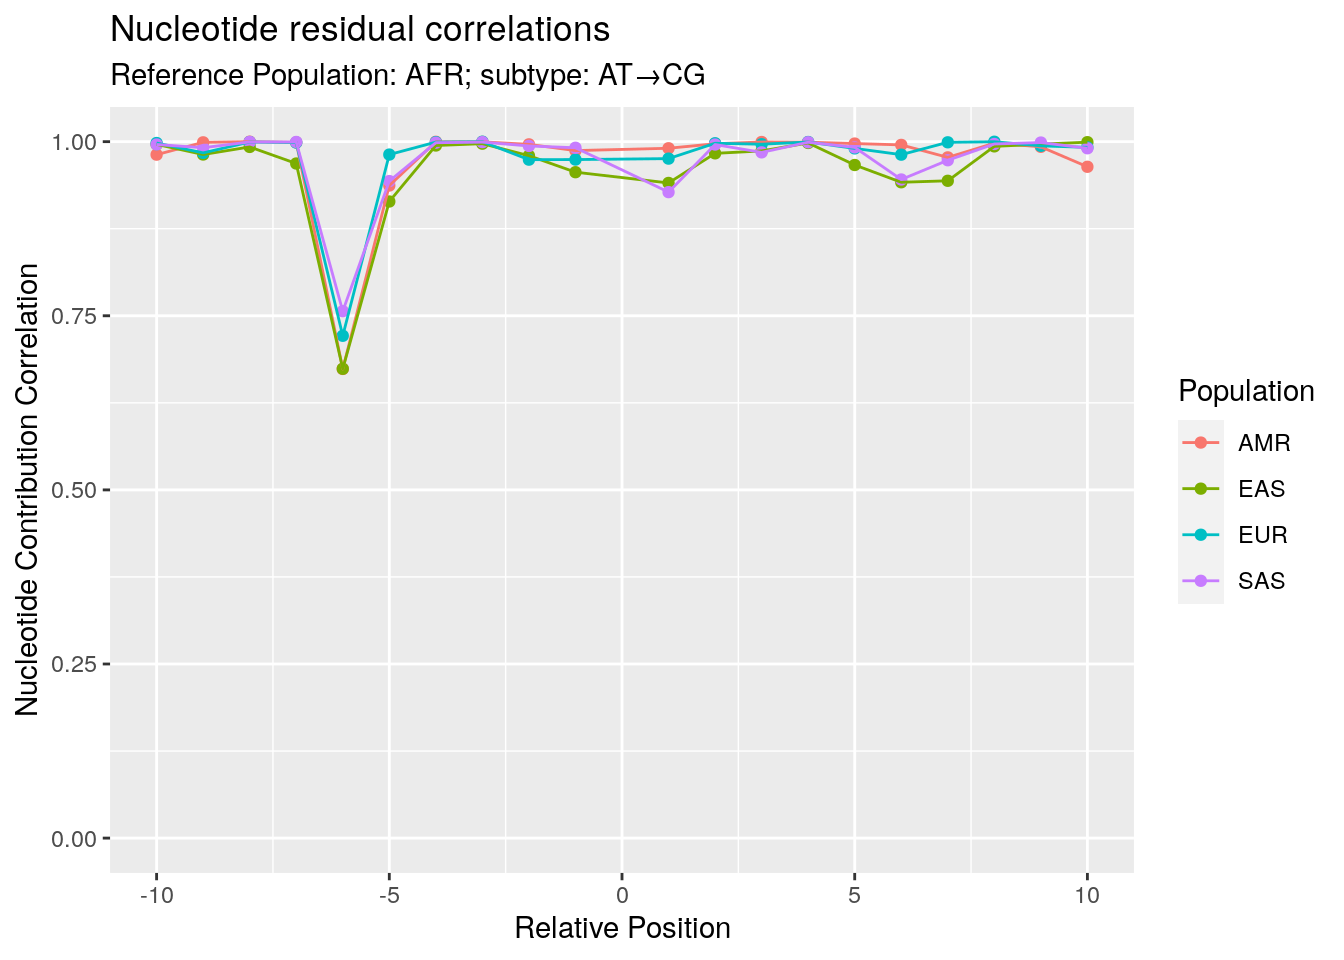 Nucleotide residual correlations
Reference Population: AFR; subtype: AT→CG
Nucleotide Contribution Correlation
1.00
0.75
0.50
0.25
0.00
-10
-5
0
5
10
Relative Position
Population
AMR
EAS
EUR
SAS